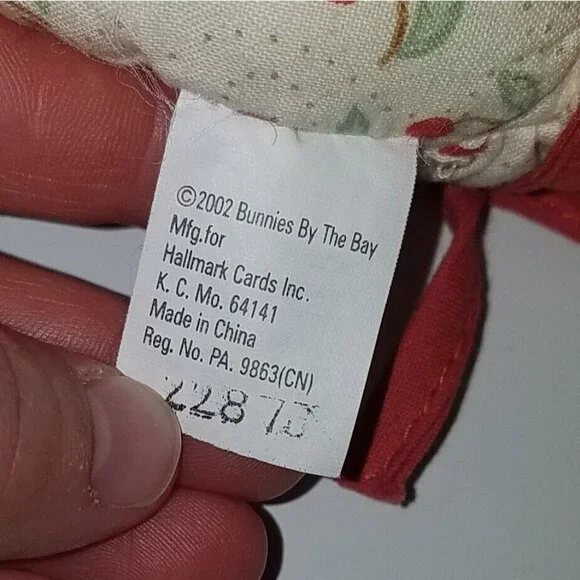 ©2002 Bunnies By The Bay
Mfg.for
Hallmark Cards Inc.
K. C. Mo. 64141
Made in China
Reg. No. PA. 9863(CN)